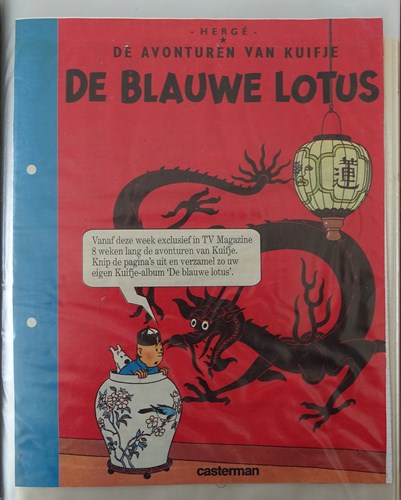 - HERGÉ -
DE AVONTUREN VAN KUIFJE
DE BLAUWE LOTUS
蓮
Vanaf deze week exclusief in TV Magazine
8 weken lang de avonturen van Kuifje.
Knip de pagina's uit en verzamel zo uw
eigen Kuifje-album 'De blauwe lotus'.
casterman